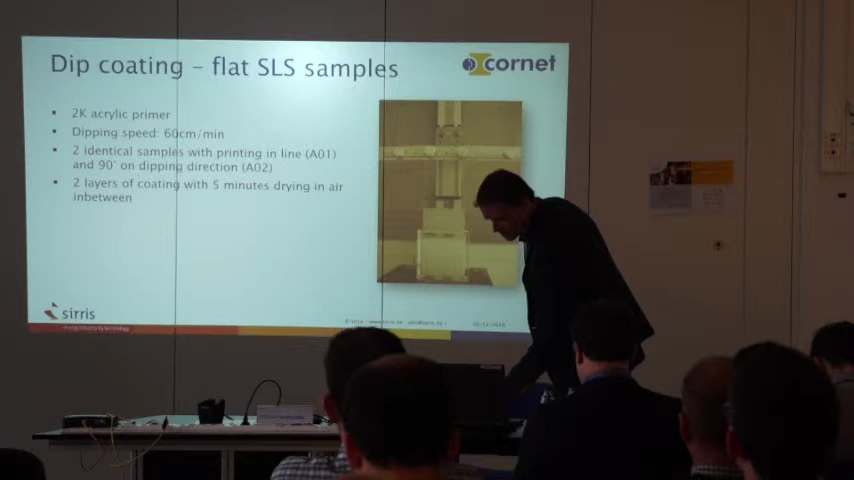 Dip coating – flat SLS samples
cornet
▪ 2K acrylic primer
▪ Dipping speed: 60cm/min
▪ 2 identical samples with printing in line (A01)
and 90° on dipping direction (A02)
▪ 2 layers of coating with 5 minutes drying in air
inbetween
sirris